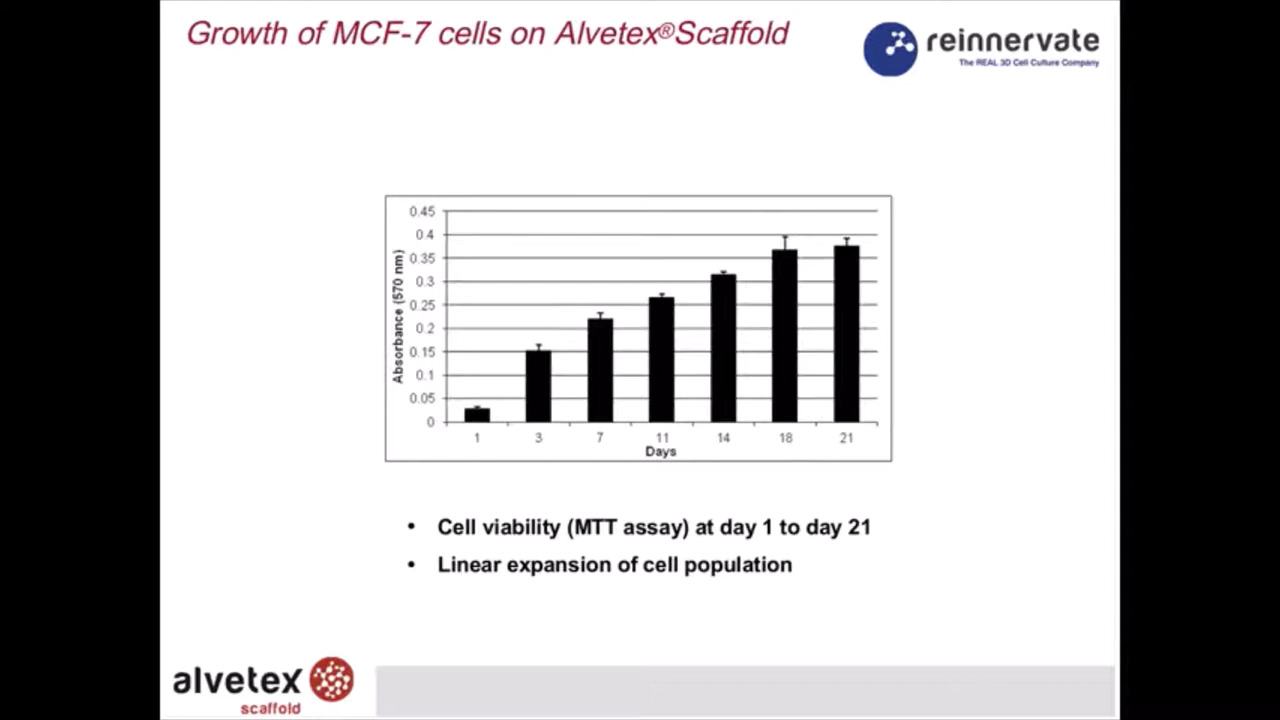 Growth of MCF-7 cells on Alvetex®Scaffold
reinnervate
The REAL 3D Cell Culture Company
0.45
0.4
0.35
0.3
0.25
0.2
0.15
0.1
0.05
0
Absorbance (570 nm)
1 3 7 11 14 18 21
Days
• Cell viability (MTT assay) at day 1 to day 21
• Linear expansion of cell population
alvetex
scaffold